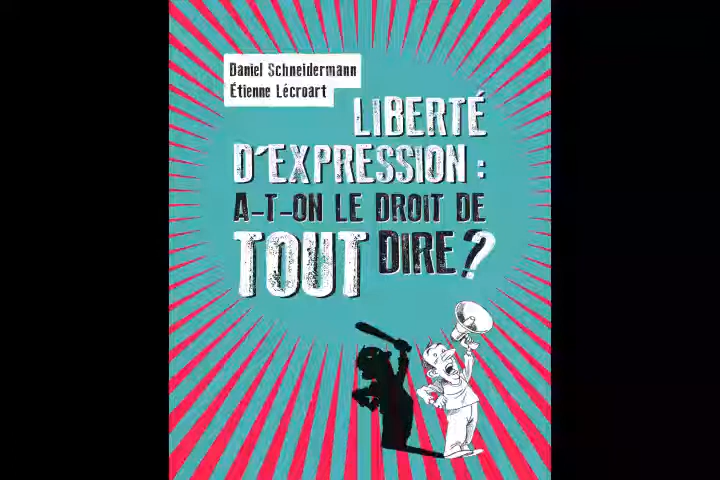 Daniel Schneidermann
Étienne Lécroart
LIBERTÉ
D'EXPRESSION :
A-T-ON LE DROIT DE
TOUT DIRE ?